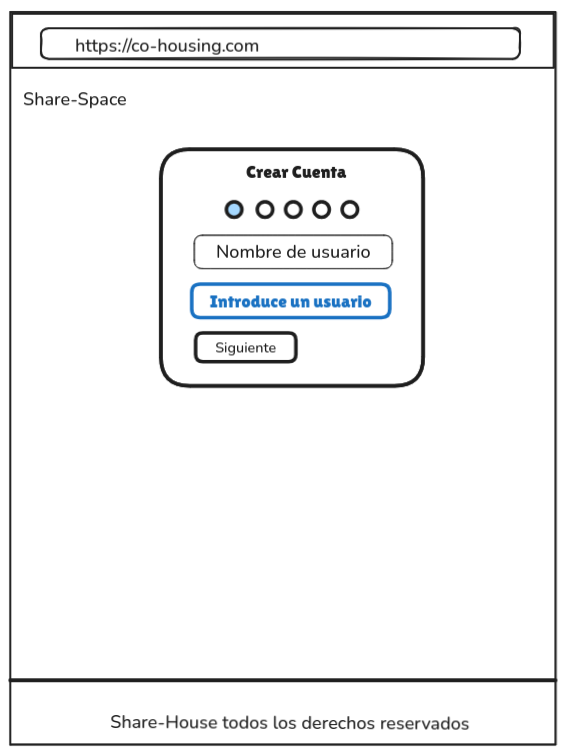 https://co-housing.com
Share-Space
Crear Cuenta
Nombre de usuario
Introduce un usuario
Siguiente
Share-House todos los derechos reservados